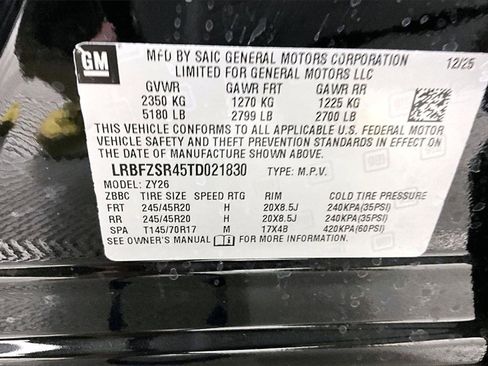 GM
MFD BY SAIC GENERAL MOTORS CORPORATION 12/25
LIMITED FOR GENERAL MOTORS LLC
GVWR GAWR FRT GAWR RR
2350 KG 1270 KG 1225 KG
5180 LB 2799 LB 2700 LB
THIS VEHICLE CONFORMS TO ALL APPLICABLE U.S. FEDERAL MOTOR
VEHICLE SAFETY AND THEFT PREVENTION STANDARDS IN EFFECT ON
THE DATE OF MANUFACTURE SHOWN ABOVE.
LRBFZSR45TD021830 TYPE: M.P.V.
MODEL: ZY26
ZBBC TIRE SIZE SPEED RTG RIM COLD TIRE PRESSURE
FRT 245/45R20 H 20X8.5J 240KPA(35PSI)
RR 245/45R20 H 20X8.5J 240KPA(35PSI)
SPA T145/70R17 M 17X4B 420KPA(60PSI)
SEE OWNER'S MANUAL FOR MORE INFORMATION.